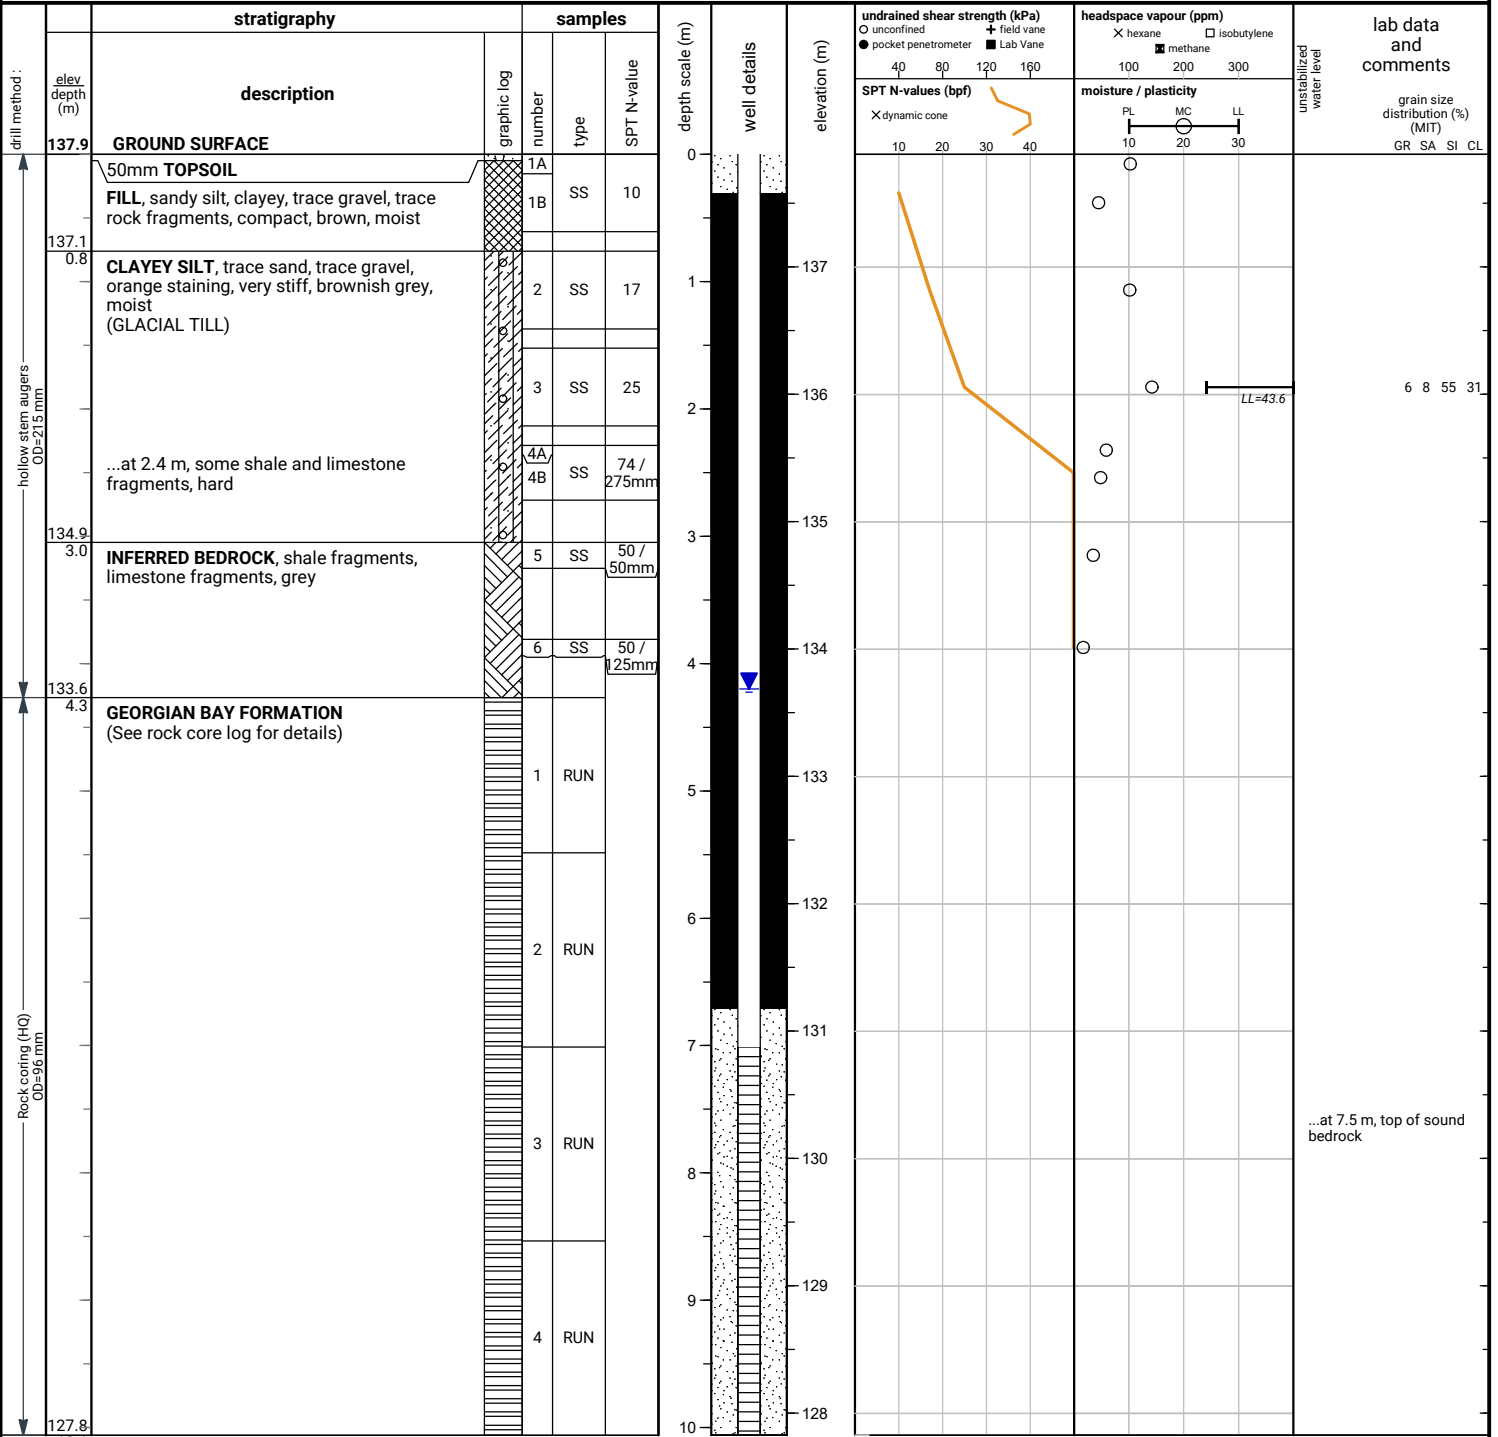 stratigraphy
samples
drill method :
elev
depth
(m)
description
graphic log
number
type
SPT N-value
depth scale (m)
well details
elevation (m)
undrained shear strength (kPa)
unconfined
field vane
pocket penetrometer
Lab Vane
40 80 120 160
SPT N-values (bpf)
dynamic cone
10 20 30 40
headspace vapour (ppm)
hexane
isobutylene
methane
100 200 300
moisture / plasticity
PL MC LL
10 20 30
unstabilized
water level
lab data
and
comments
grain size
distribution (%)
(MIT)
GR SA SI CL
137.9 GROUND SURFACE
50mm TOPSOIL
FILL, sandy silt, clayey, trace gravel, trace
rock fragments, compact, brown, moist
137.1
0.8
CLAYEY SILT, trace sand, trace gravel,
orange staining, very stiff, brownish grey,
moist
(GLACIAL TILL)
...at 2.4 m, some shale and limestone
fragments, hard
134.9
3.0
INFERRED BEDROCK, shale fragments,
limestone fragments, grey
133.6
4.3
GEORGIAN BAY FORMATION
(See rock core log for details)
127.8
hollow stem augers
OD=215 mm
Rock coring (HQ)
OD=96 mm
1A
1B SS 10
2 SS 17
3 SS 25
4A
4B SS 74 /
275mm
5 SS 50 /
50mm
6 SS 50 /
125mm
1 RUN
2 RUN
3 RUN
4 RUN
0
1
2
3
4
5
6
7
8
9
10
137
136
135
134
133
132
131
130
129
128
LL=43.6
6 8 55 31
...at 7.5 m, top of sound
bedrock